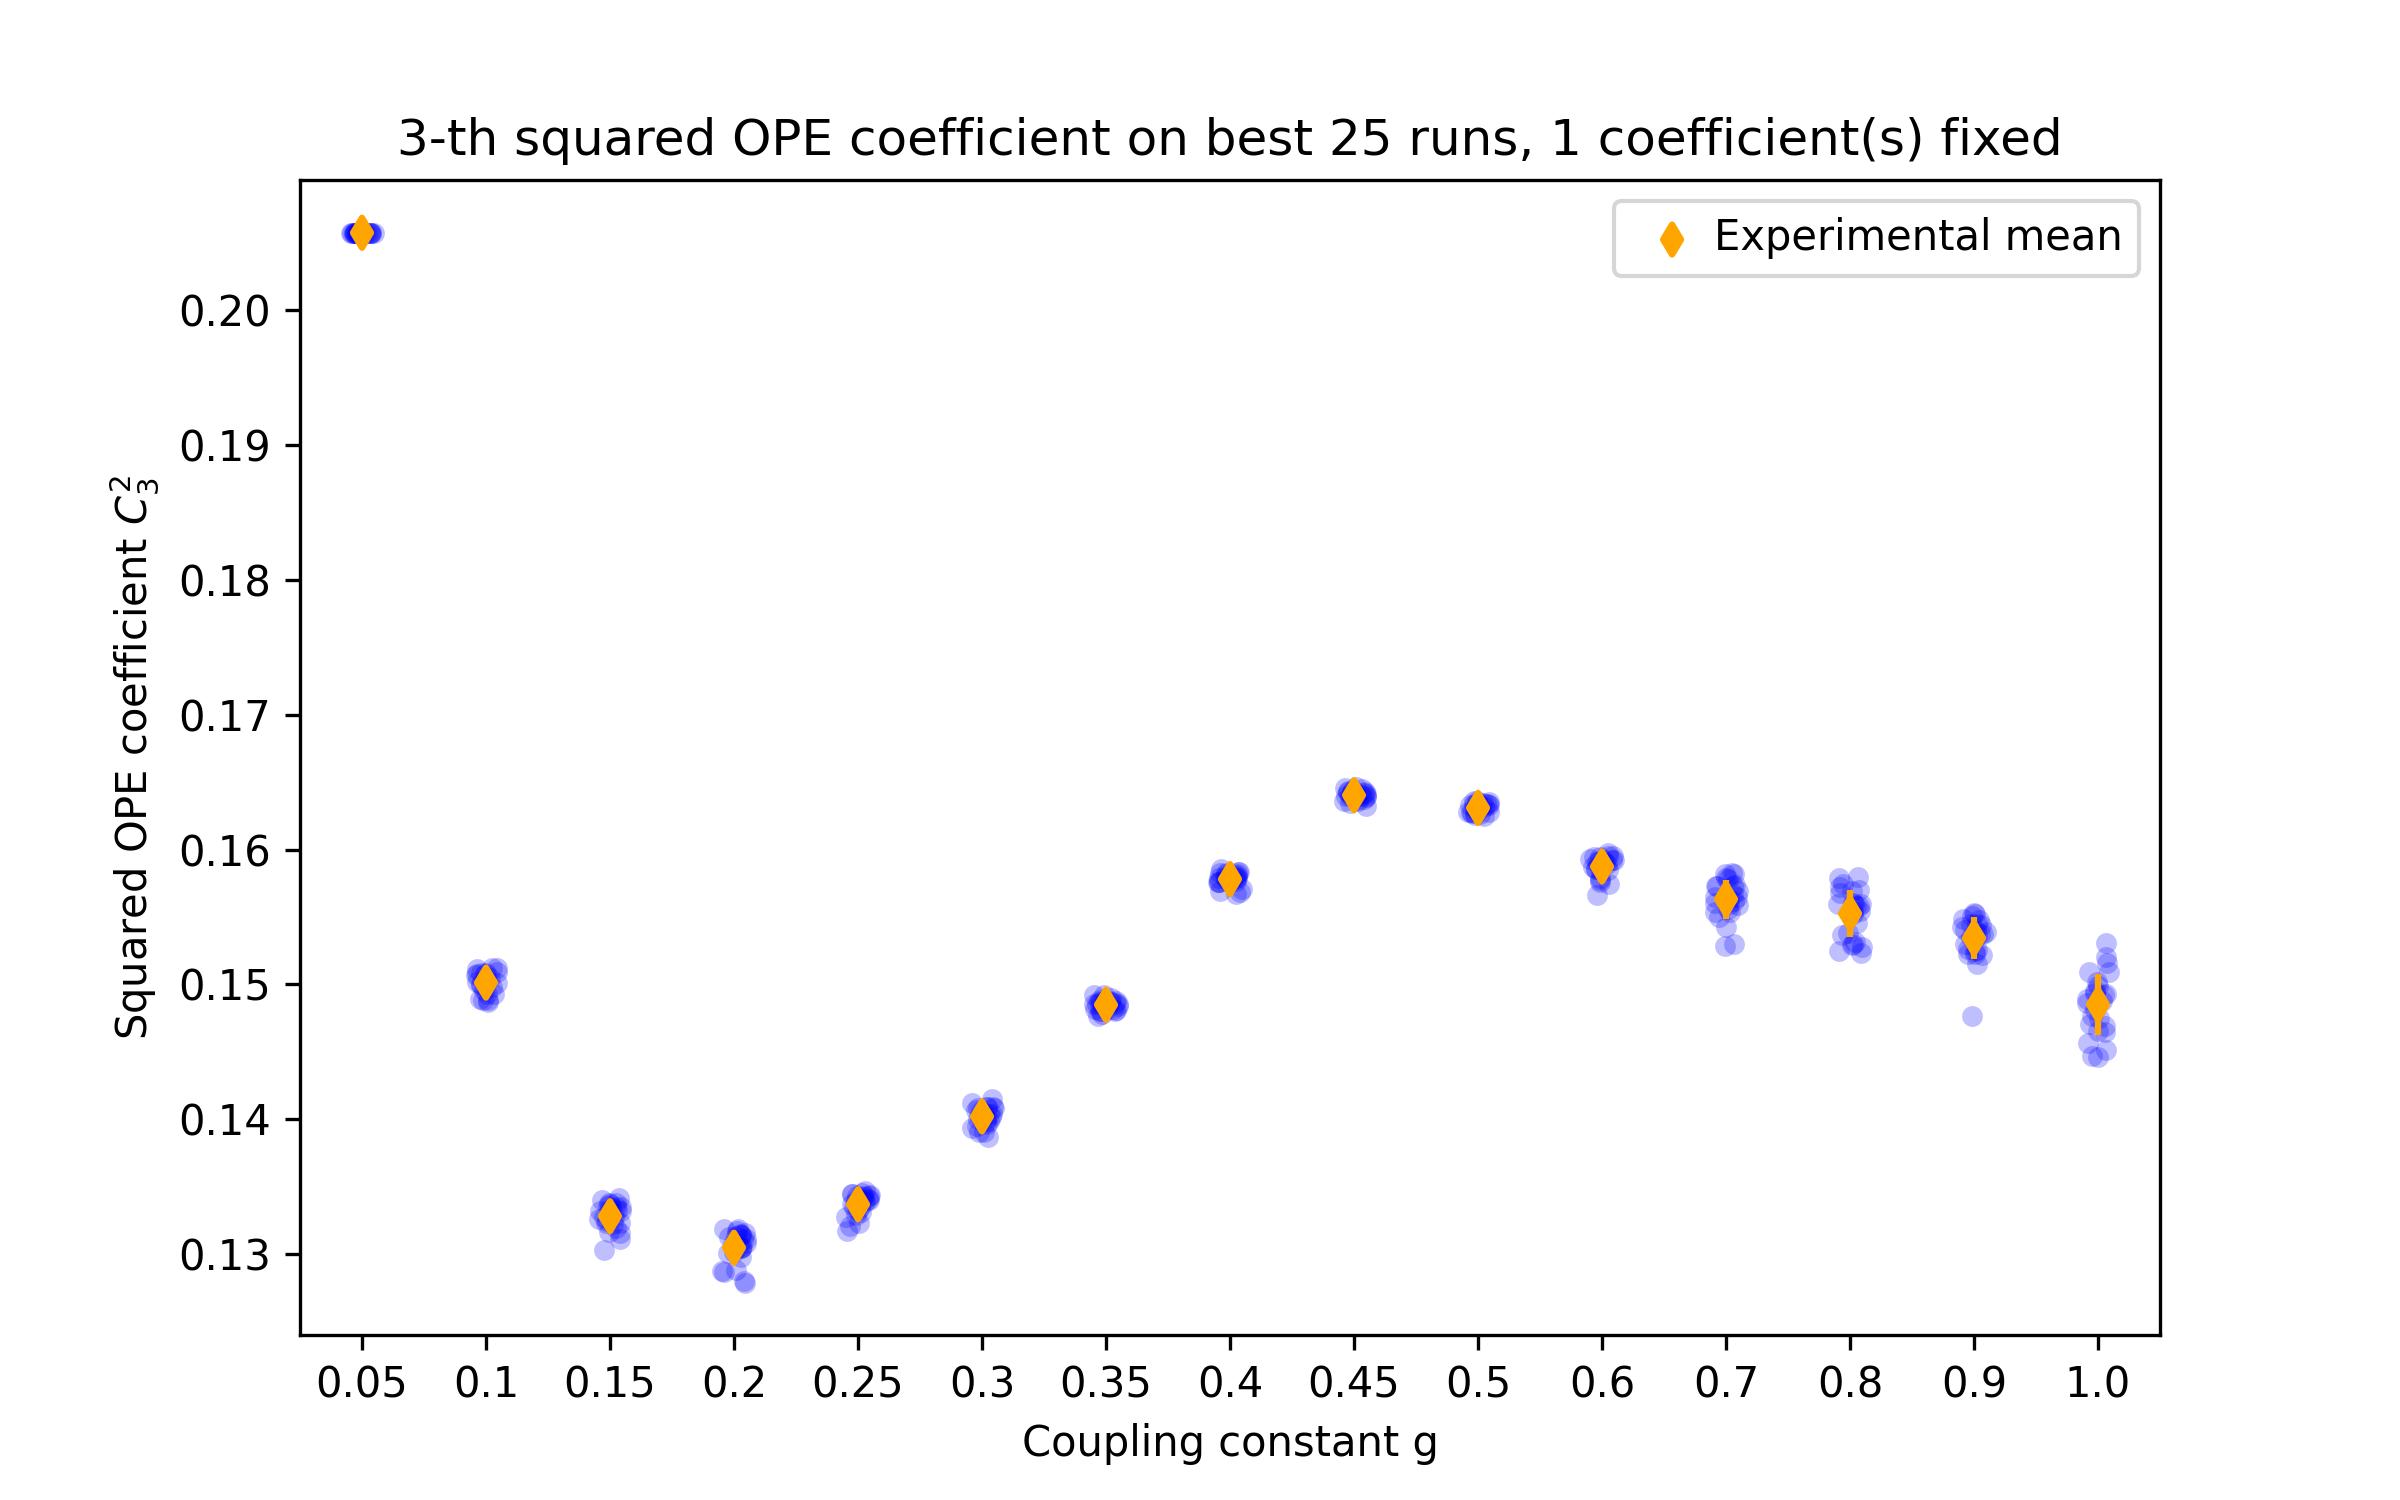 3-th squared OPE coefficient on best 25 runs, 1 coefficient(s) fixed
Experimental mean
Squared OPE coefficient $C_3^2$
0.20
0.19
0.18
0.17
0.16
0.15
0.14
0.13
0.05 0.1 0.15 0.2 0.25 0.3 0.35 0.4 0.45 0.5 0.6 0.7 0.8 0.9 1.0
Coupling constant g